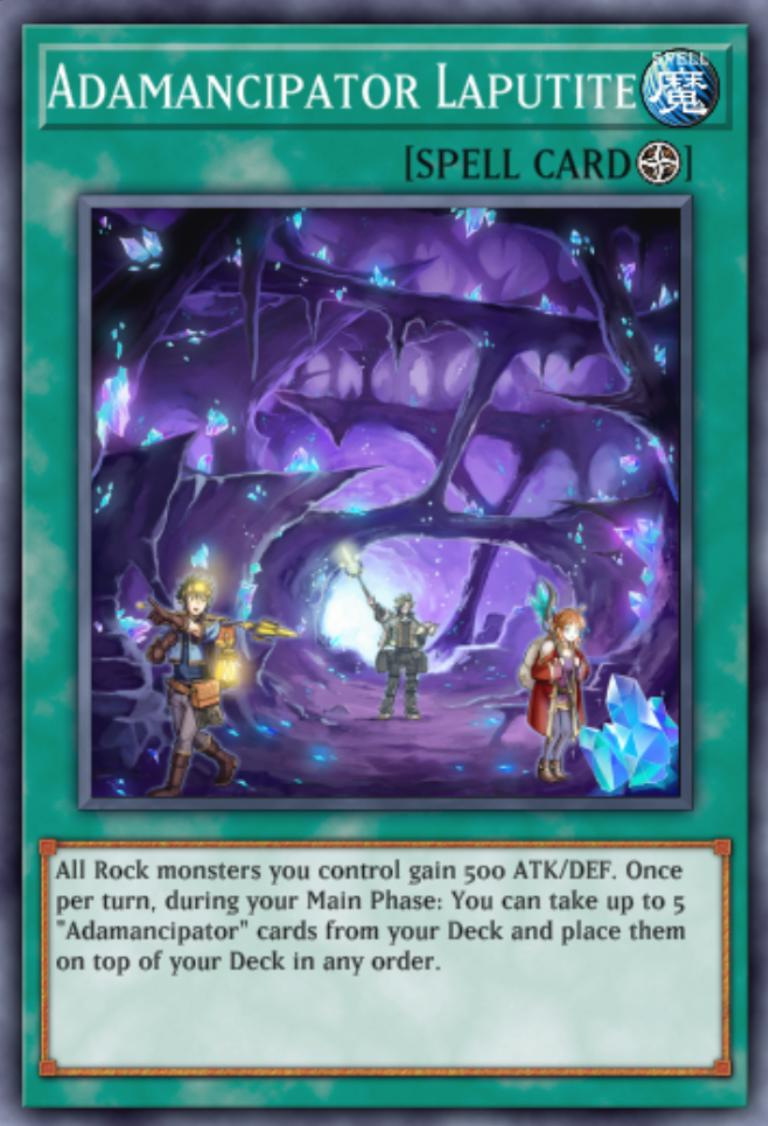 ADAMANCIPATOR LAPUTITE
SPELL
魔
[SPELL CARD]
All Rock monsters you control gain 500 ATK/DEF. Once
per turn, during your Main Phase: You can take up to 5
"Adamancipator" cards from your Deck and place them
on top of your Deck in any order.